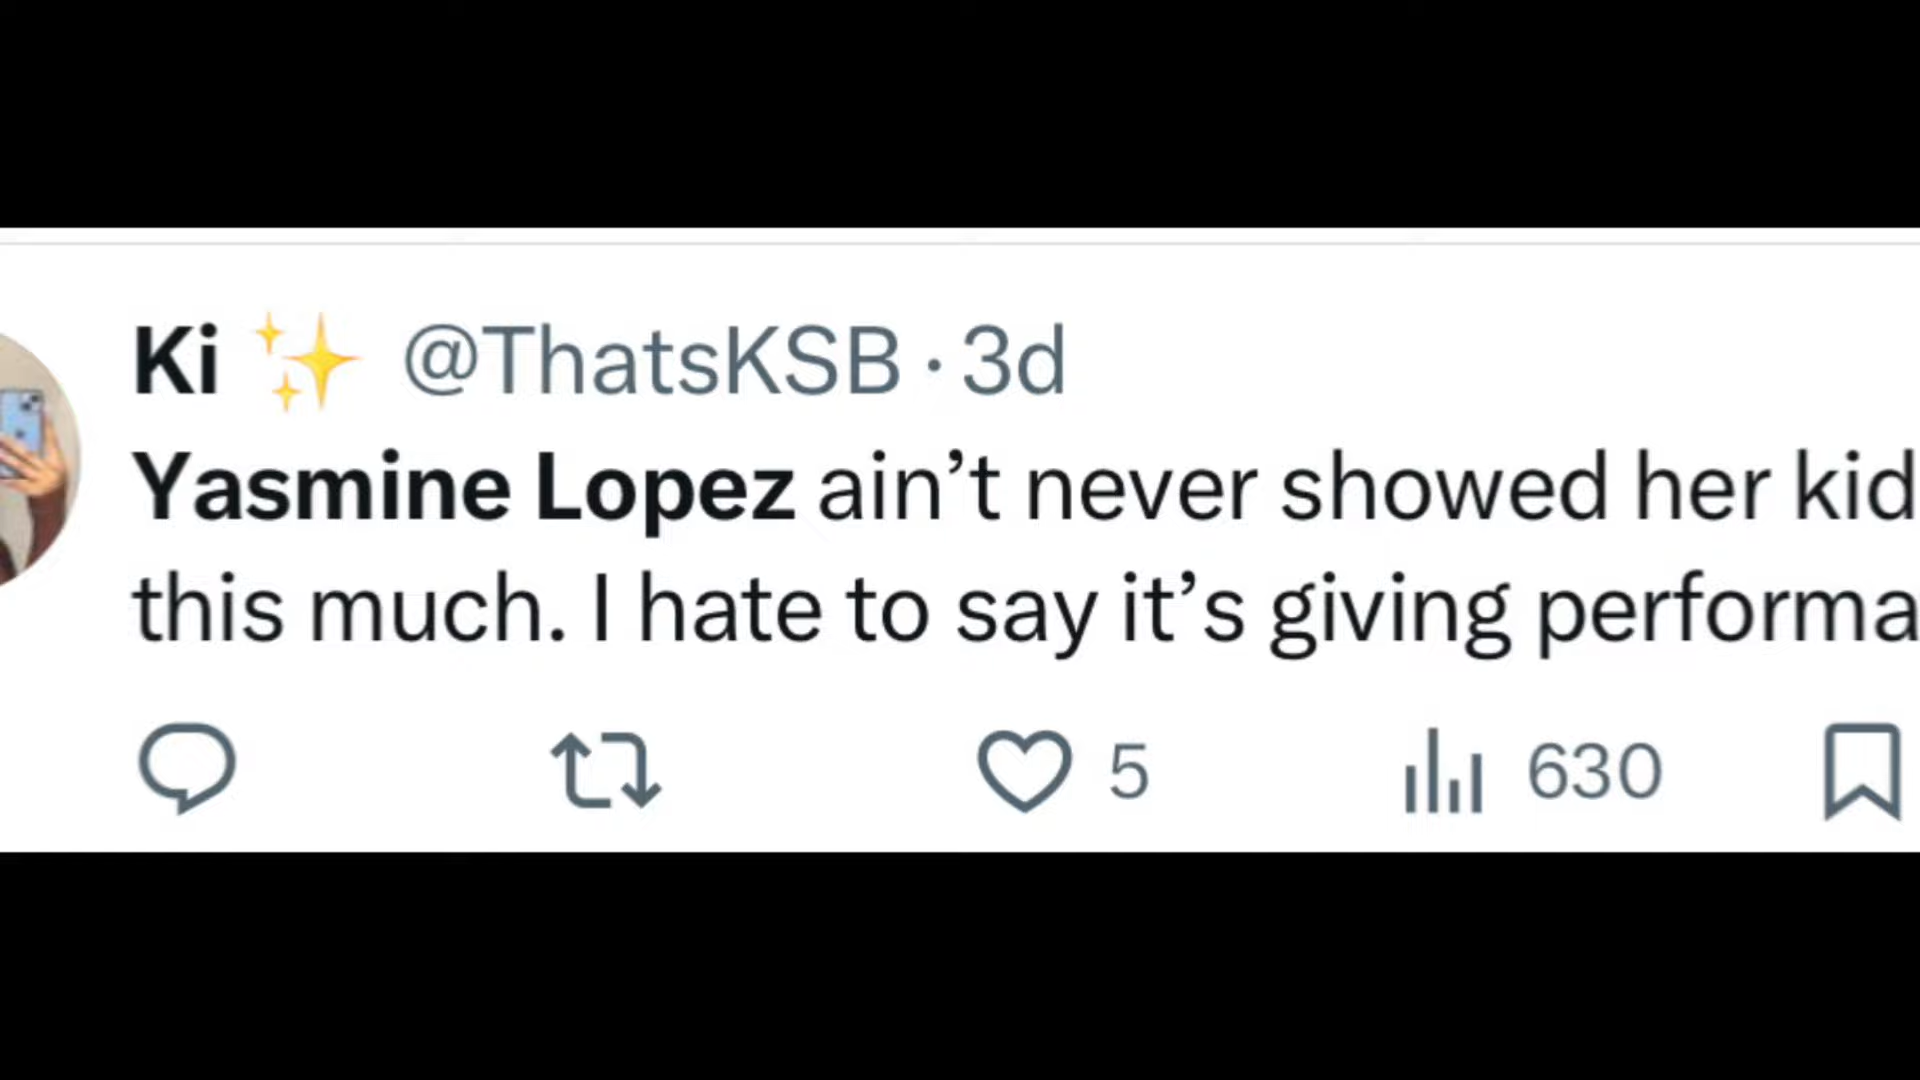 Ki ✨ @ThatsKSB · 3d
Yasmine Lopez ain’t never showed her kid
this much. I hate to say it’s giving performa
5 630